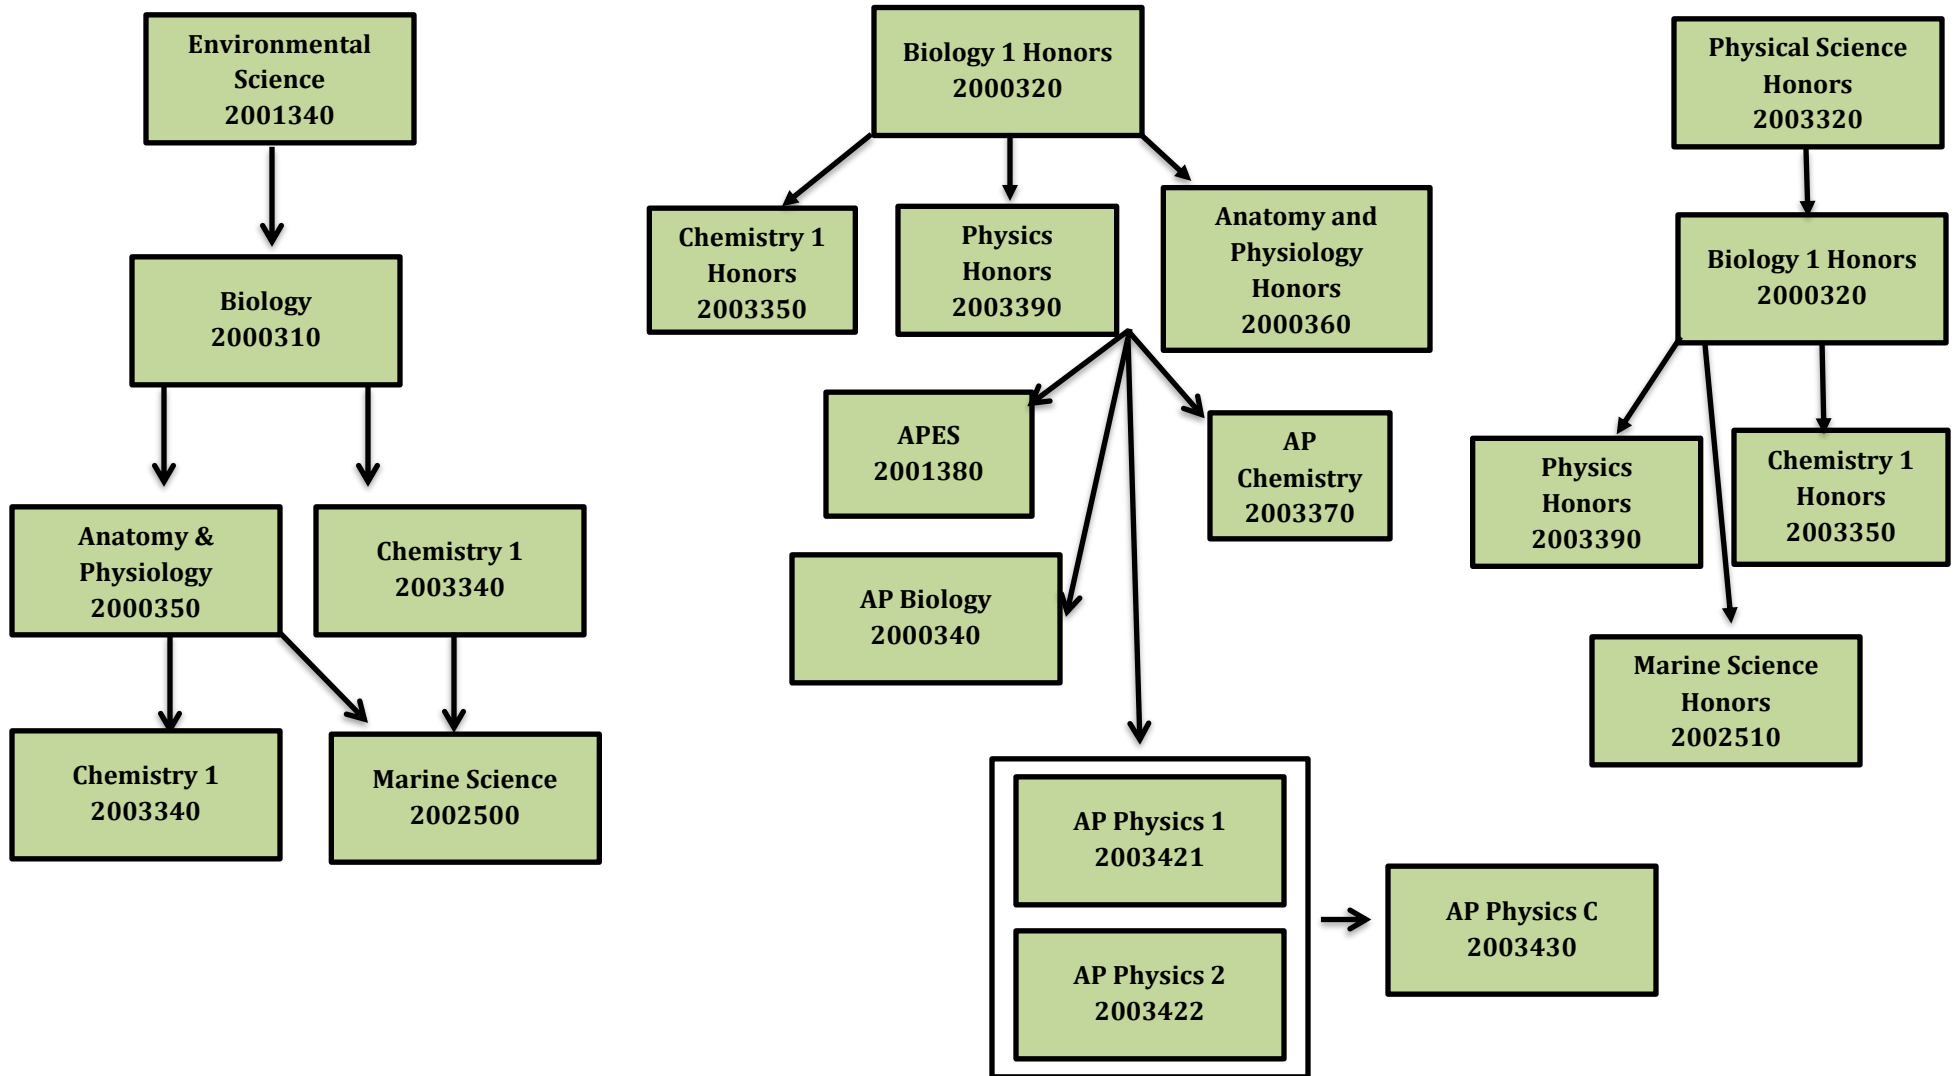 Environmental
Science
2001340
Biology
2000310
Anatomy &
Physiology
2000350
Chemistry 1
2003340
Chemistry 1
2003340
Marine Science
2002500
Biology 1 Honors
2000320
Chemistry 1
Honors
2003350
Physics
Honors
2003390
Anatomy and
Physiology
Honors
2000360
APES
2001380
AP
Chemistry
2003370
AP Biology
2000340
AP Physics 1
2003421
AP Physics 2
2003422
AP Physics C
2003430
Physical Science
Honors
2003320
Biology 1 Honors
2000320
Physics
Honors
2003390
Chemistry 1
Honors
2003350
Marine Science
Honors
2002510